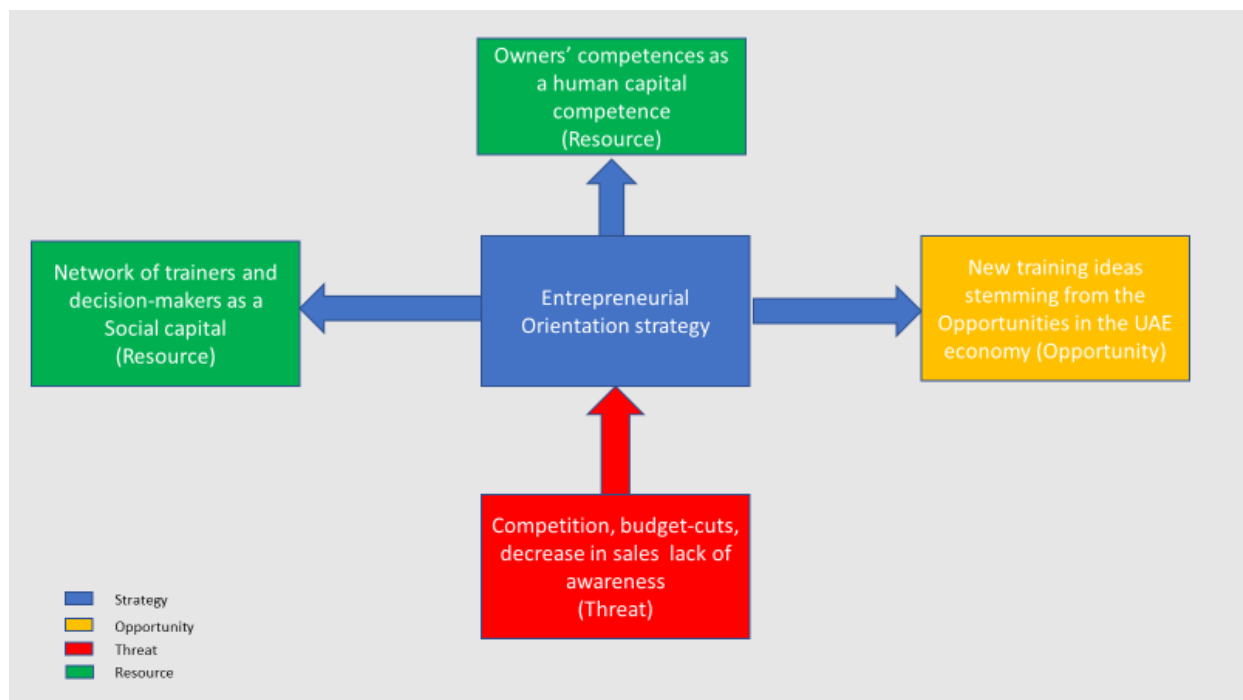 Owners' competences as
a human capital
competence
(Resource)
Network of trainers and
decision-makers as a
Social capital
(Resource)
Entrepreneurial
Orientation strategy
New training ideas
stemming from the
Opportunities in the UAE
economy (Opportunity)
Competition, budget-cuts,
decrease in sales lack of
awareness
(Threat)
Strategy
Opportunity
Threat
Resource